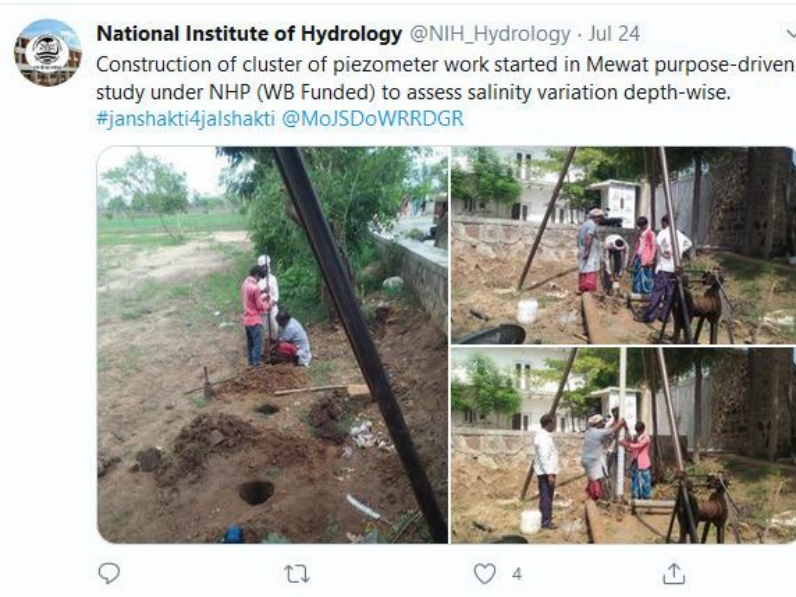 National Institute of Hydrology @NIH_Hydrology · Jul 24
Construction of cluster of piezometer work started in Mewat purpose-driven
study under NHP (WB Funded) to assess salinity variation depth-wise.
#janshakti4jalshakti @MoJSDoWRRDGR
4